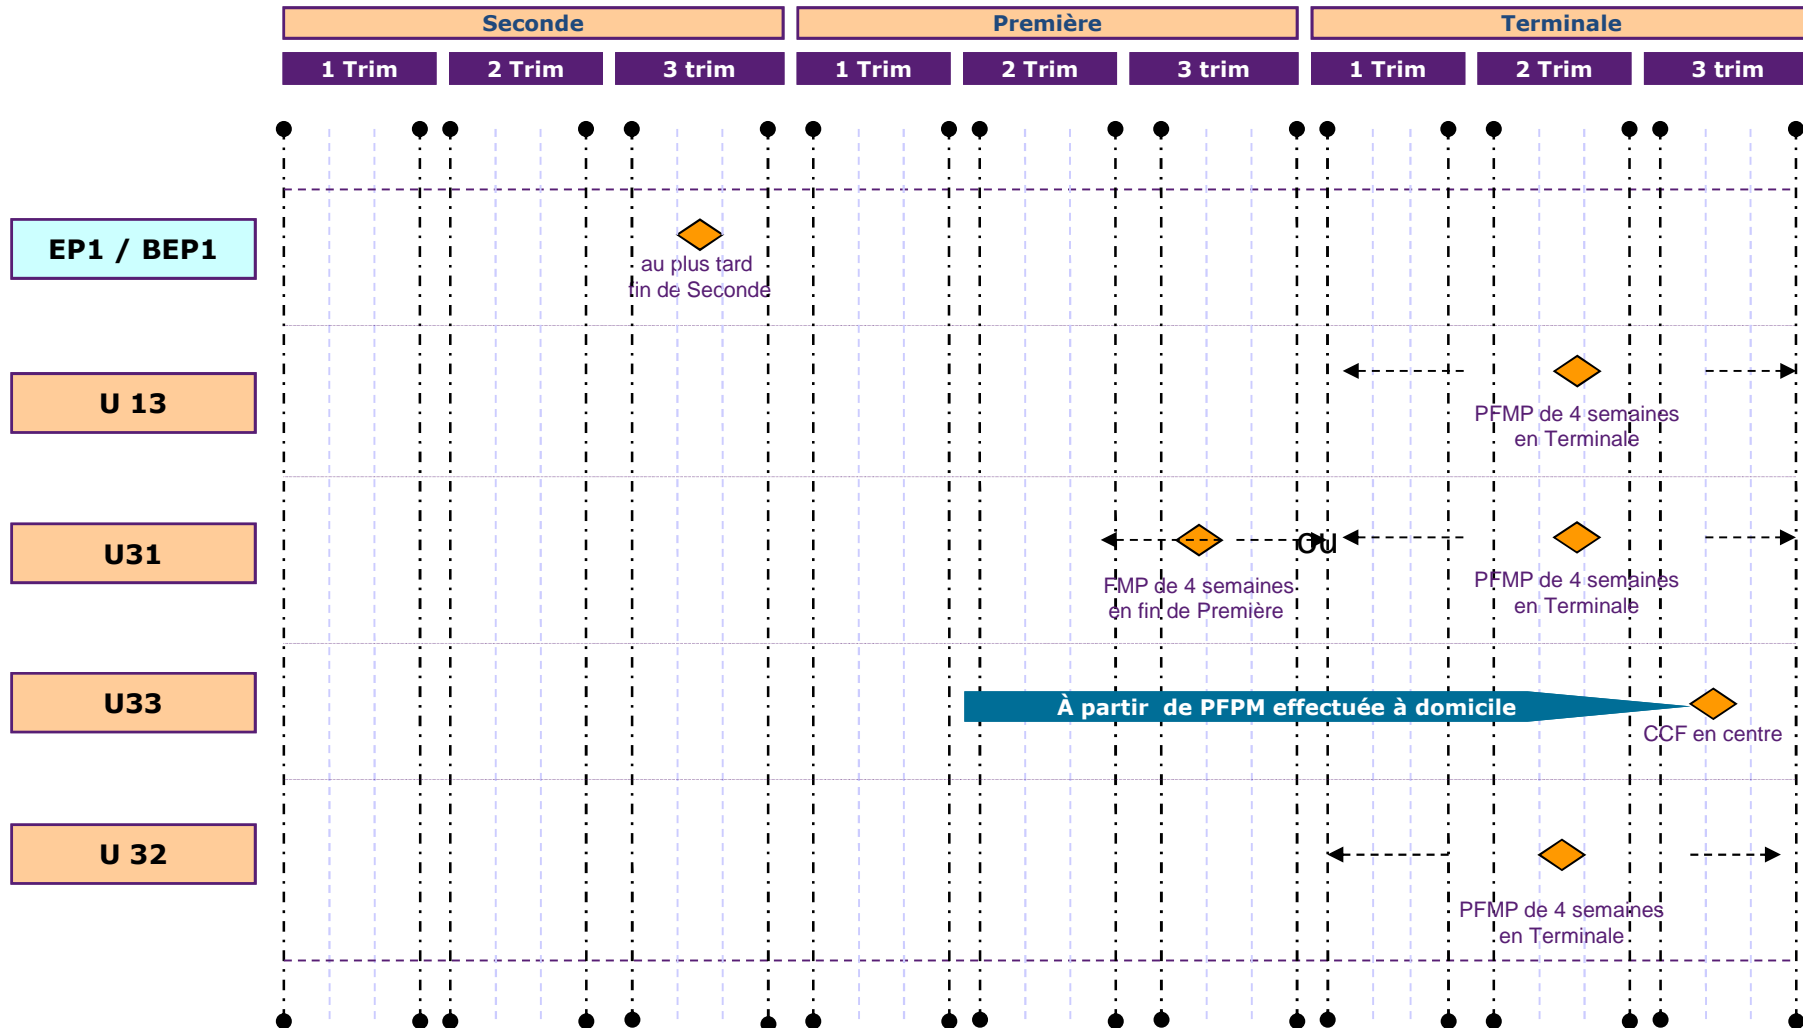 Seconde
Première
Terminale
1 Trim
2 Trim
3 trim
1 Trim
2 Trim
3 trim
1 Trim
2 Trim
3 trim
EP1 / BEP1
au plus tard
fin de Seconde
U 13
PFMP de 4 semaines
en Terminale
U31
ou
FMP de 4 semaines
en fin de Première
PFMP de 4 semaines
en Terminale
U33
À partir de PFPM effectuée à domicile
CCF en centre
U 32
PFMP de 4 semaines
en Terminale